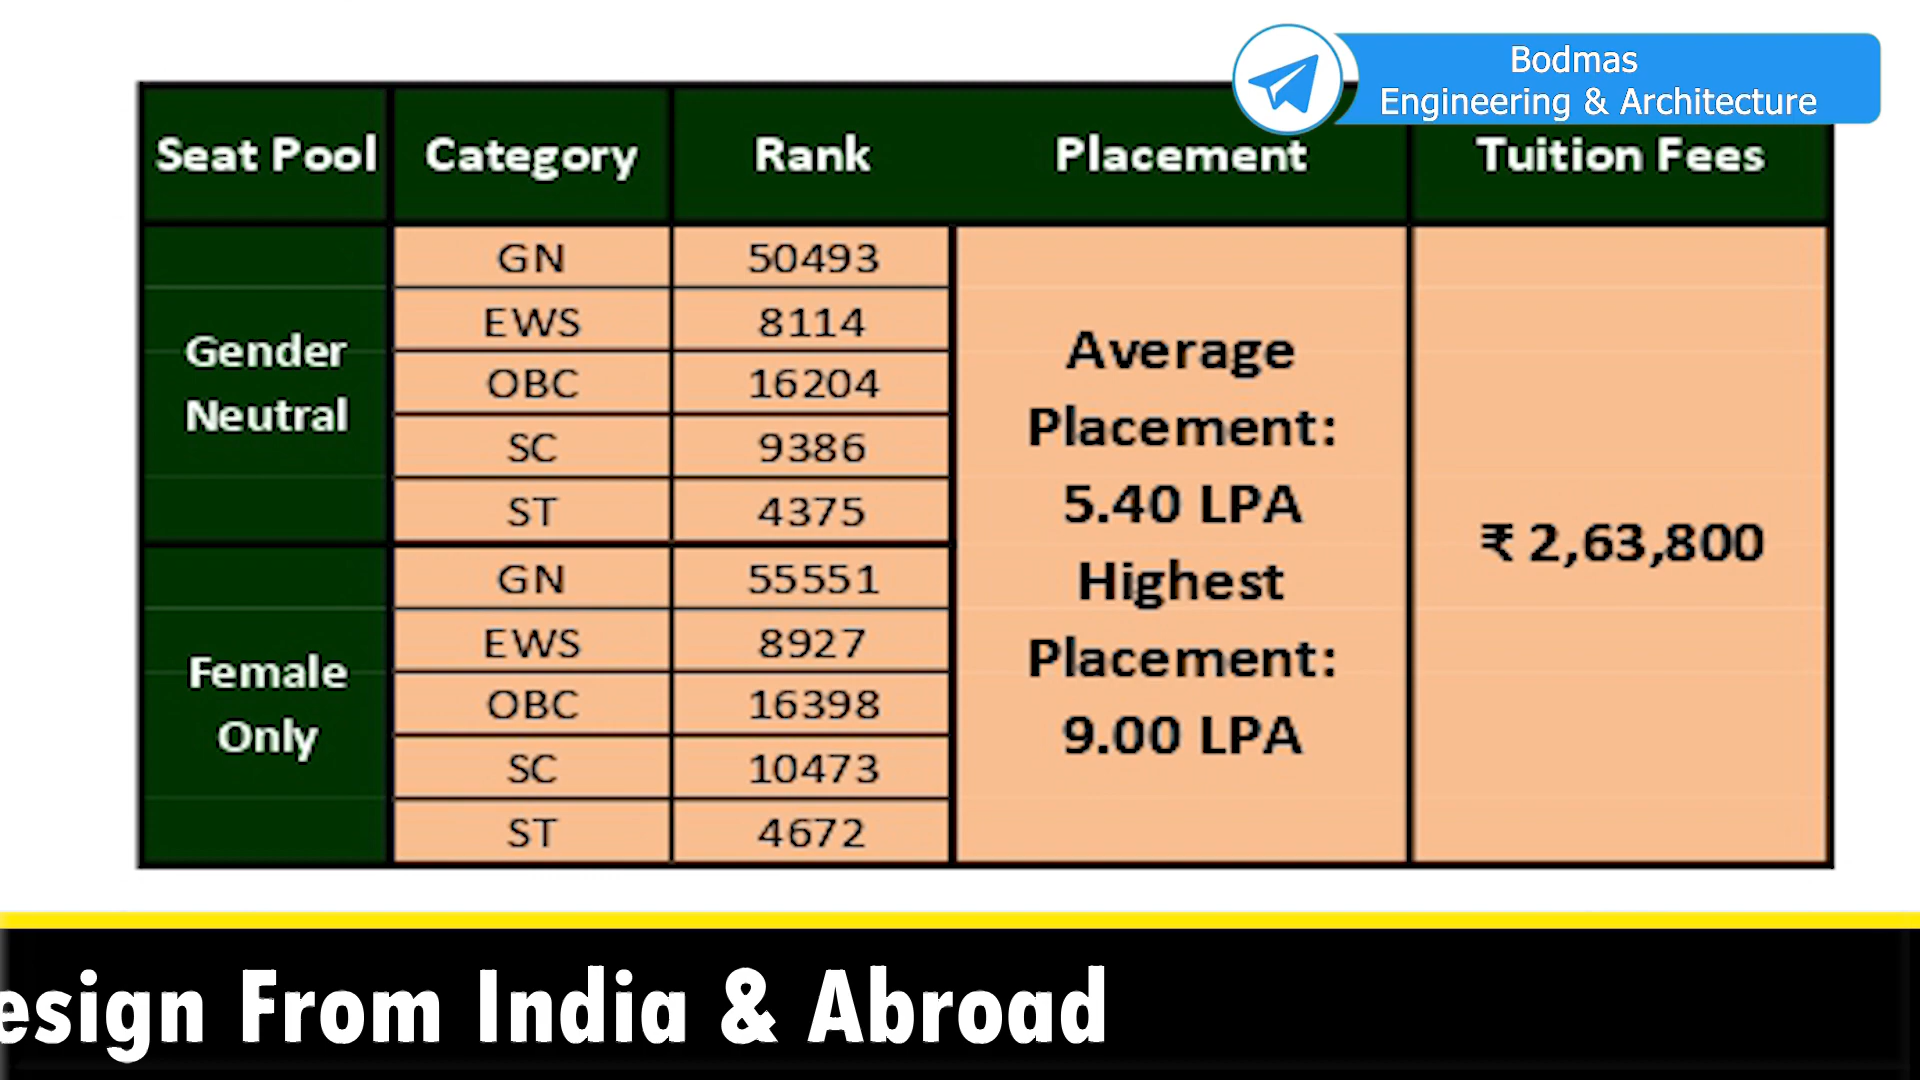 Bodmas
Engineering & Architecture
Seat Pool Category Rank Placement Tuition Fees
Gender
Neutral
GN 50493
EWS 8114
OBC 16204
SC 9386
ST 4375
Female
Only
GN 55551
EWS 8927
OBC 16398
SC 10473
ST 4672
Average
Placement:
5.40 LPA
Highest
Placement:
9.00 LPA
₹ 2,63,800
esign From India & Abroad